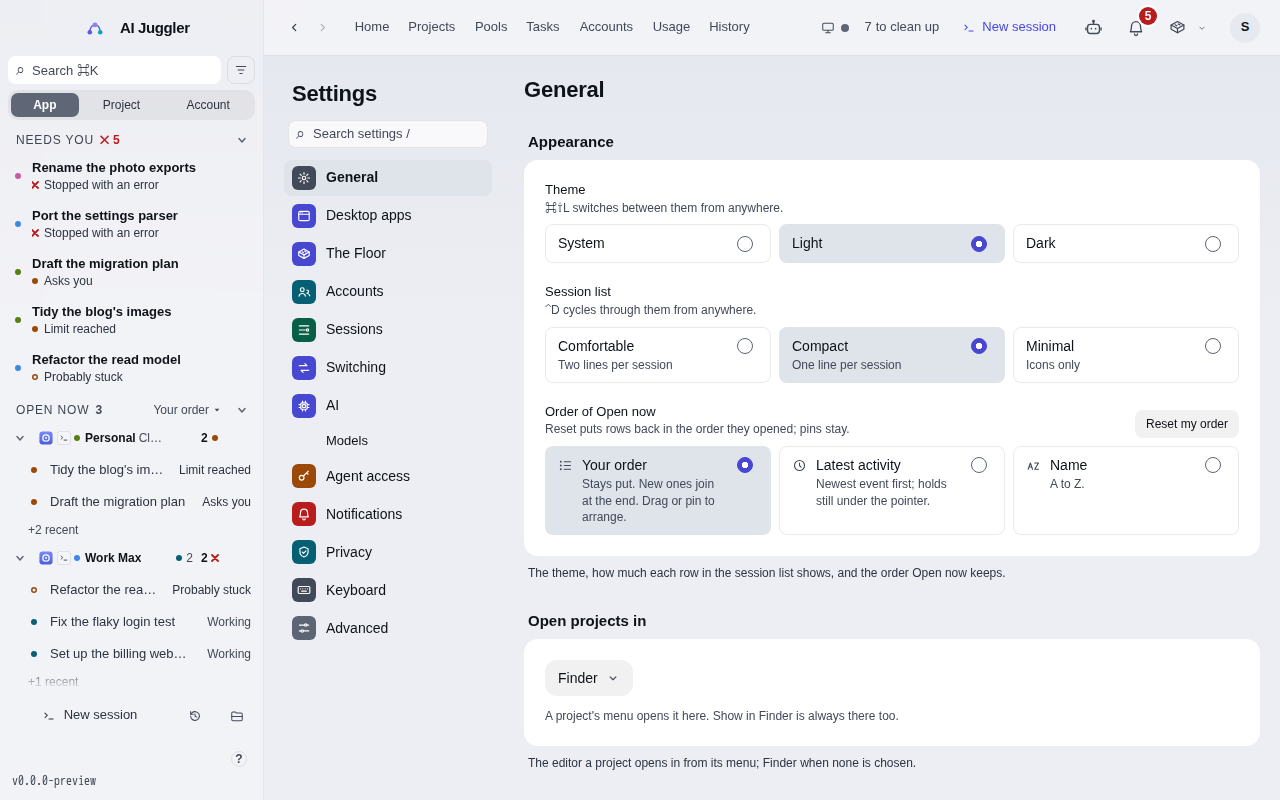 AI Juggler
Search ⌘K
App
Project
Account
NEEDS YOU 5
Rename the photo exports
Stopped with an error
Port the settings parser
Stopped with an error
Draft the migration plan
Asks you
Tidy the blog's images
Limit reached
Refactor the read model
Probably stuck
OPEN NOW 3
Your order
Personal Cl… 2
Tidy the blog's im… Limit reached
Draft the migration plan Asks you
+2 recent
Work Max 2 2
Refactor the rea… Probably stuck
Fix the flaky login test Working
Set up the billing web… Working
+1 recent
New session
?
v0.0.0-preview
Home
Projects
Pools
Tasks
Accounts
Usage
History
7 to clean up
New session
5
S
Settings
Search settings /
General
Desktop apps
The Floor
Accounts
Sessions
Switching
AI
Models
Agent access
Notifications
Privacy
Keyboard
Advanced
General
Appearance
Theme
⌘⇧L switches between them from anywhere.
System
Light
Dark
Session list
⌃D cycles through them from anywhere.
Comfortable
Two lines per session
Compact
One line per session
Minimal
Icons only
Order of Open now
Reset puts rows back in the order they opened; pins stay.
Reset my order
Your order
Stays put. New ones join
at the end. Drag or pin to
arrange.
Latest activity
Newest event first; holds
still under the pointer.
AZ
Name
A to Z.
The theme, how much each row in the session list shows, and the order Open now keeps.
Open projects in
Finder
A project's menu opens it here. Show in Finder is always there too.
The editor a project opens in from its menu; Finder when none is chosen.